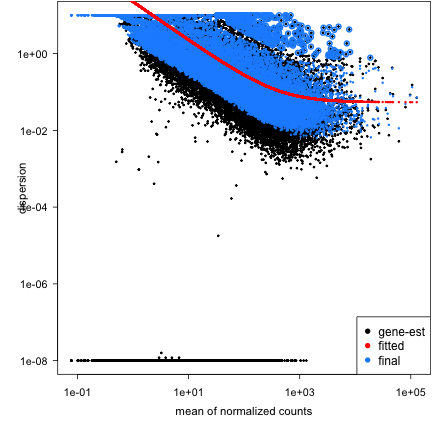 1e+00
1e-02
1e-04
1e-06
1e-08
dispersion
1e-01
1e+01
1e+03
1e+05
mean of normalized counts
gene-est
fitted
final